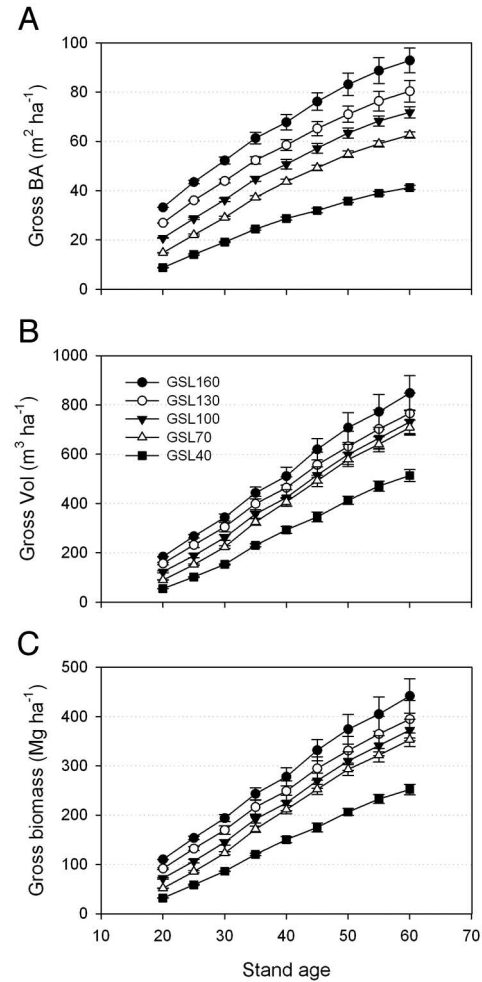 A
100
80
60
40
20
0
Gross BA (m² ha⁻¹)
B
1000
800
600
400
200
0
Gross Vol (m³ ha⁻¹)
GSL160
GSL130
GSL100
GSL70
GSL40
C
500
400
300
200
100
0
Gross biomass (Mg ha⁻¹)
10 20 30 40 50 60 70
Stand age